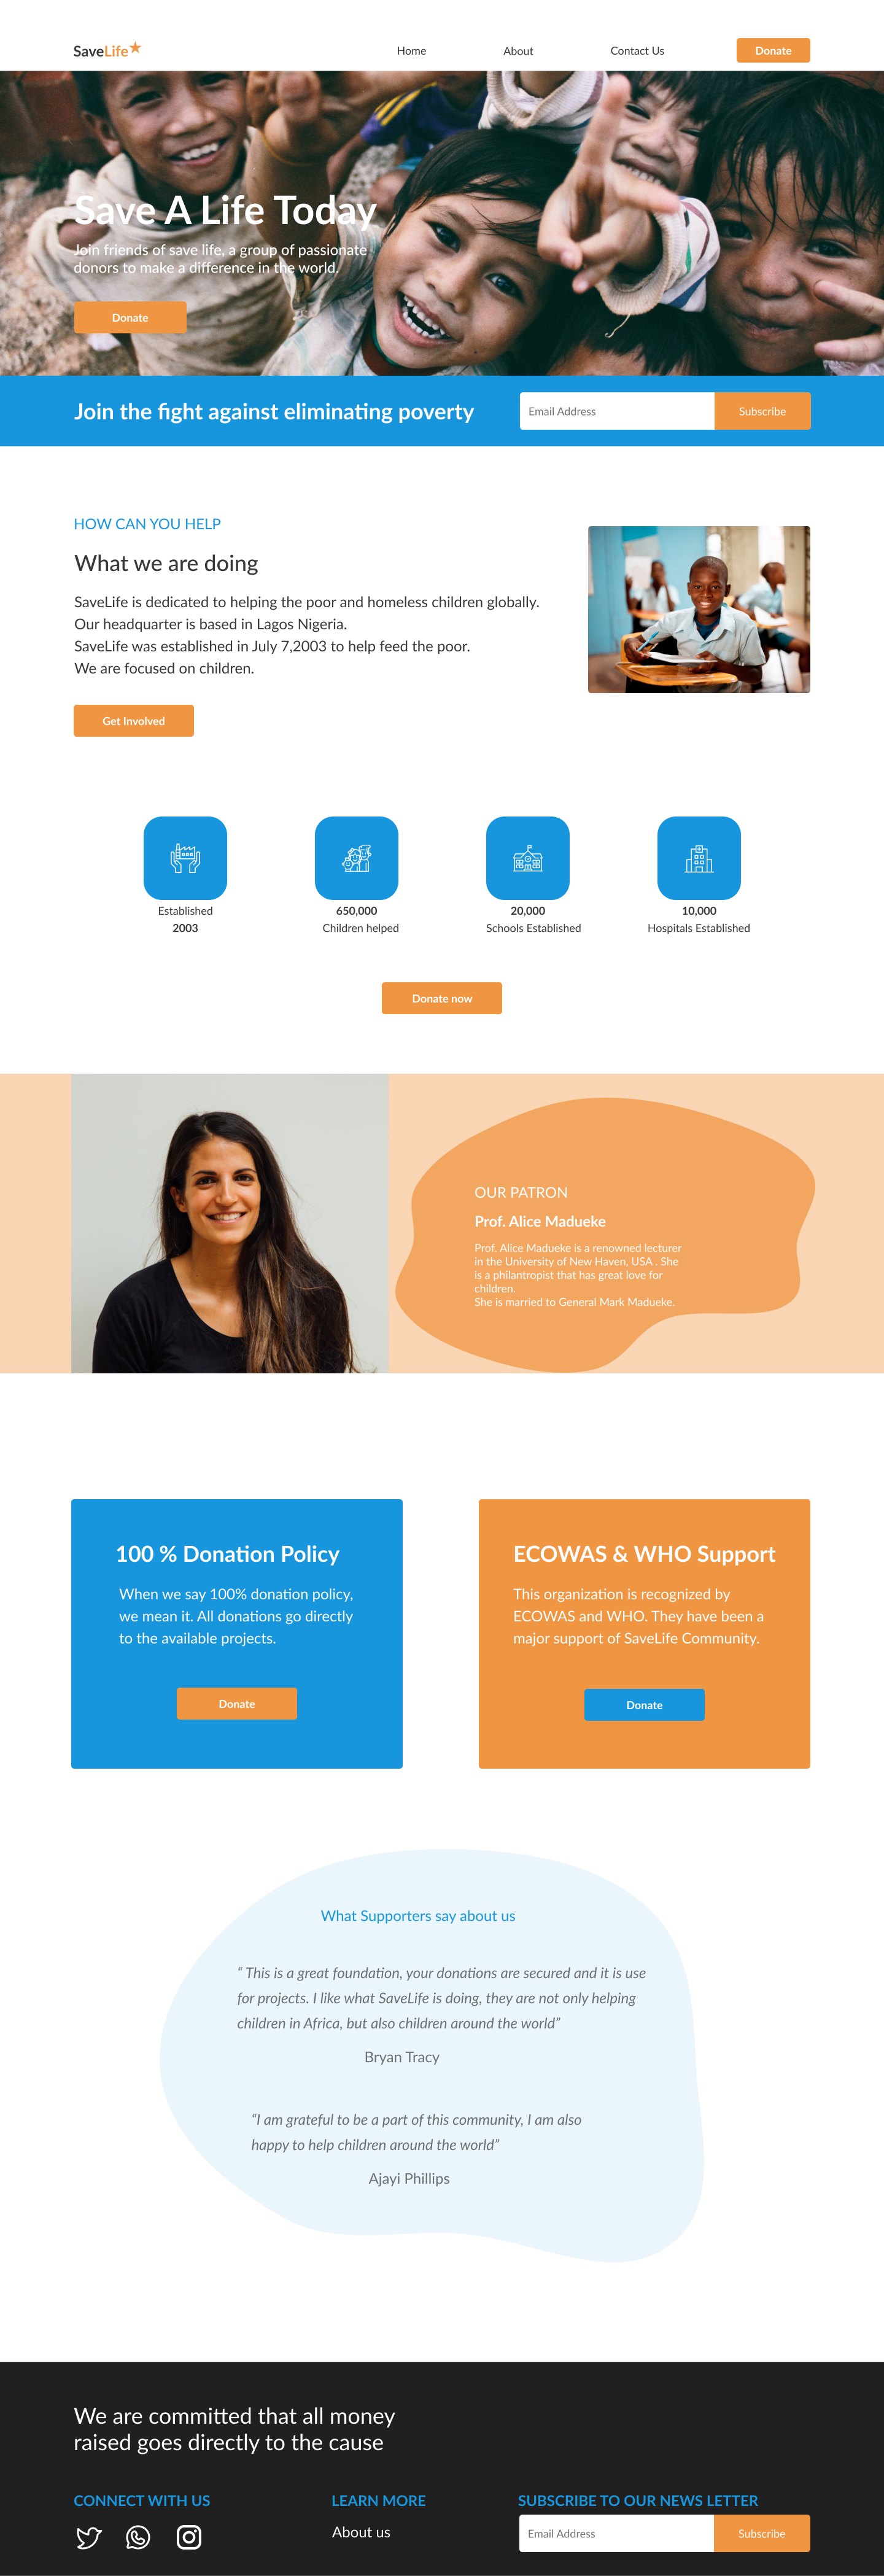 SaveLife
Home
About
Contact Us
Donate
Save A Life Today
Join friends of save life, a group of passionate
donors to make a difference in the world.
Donate
Join the fight against eliminating poverty
Email Address
Subscribe
HOW CAN YOU HELP
What we are doing
SaveLife is dedicated to helping the poor and homeless children globally.
Our headquarter is based in Lagos Nigeria.
SaveLife was established in July 7,2003 to help feed the poor.
We are focused on children.
Get Involved
Established
2003
650,000
Children helped
20,000
Schools Established
10,000
Hospitals Established
Donate now
OUR PATRON
Prof. Alice Madueke
Prof. Alice Madueke is a renowned lecturer
in the University of New Haven, USA . She
is a philantropist that has great love for
children.
She is married to General Mark Madueke.
100 % Donation Policy
When we say 100% donation policy,
we mean it. All donations go directly
to the available projects.
Donate
ECOWAS & WHO Support
This organization is recognized by
ECOWAS and WHO. They have been a
major support of SaveLife Community.
Donate
What Supporters say about us
“ This is a great foundation, your donations are secured and it is use
for projects. I like what SaveLife is doing, they are not only helping
children in Africa, but also children around the world”
Bryan Tracy
“I am grateful to be a part of this community, I am also
happy to help children around the world”
Ajayi Phillips
We are committed that all money
raised goes directly to the cause
CONNECT WITH US
LEARN MORE
About us
SUBSCRIBE TO OUR NEWS LETTER
Email Address
Subscribe